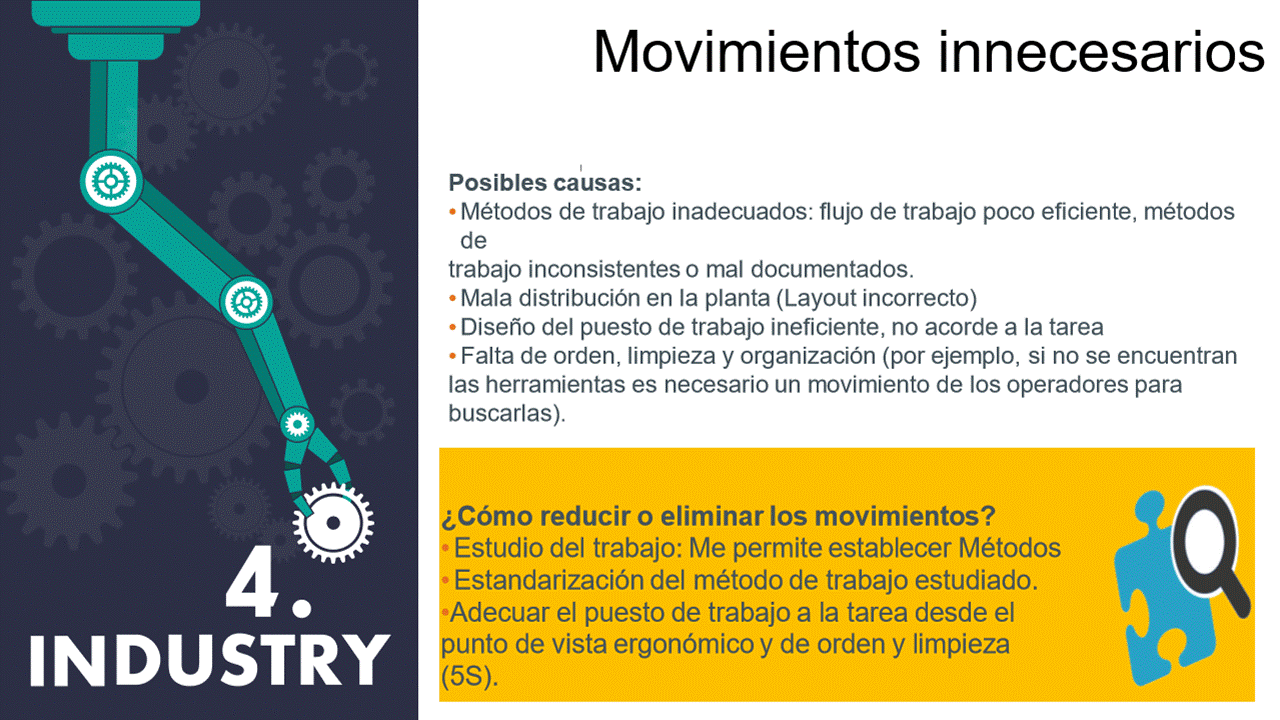 Movimientos innecesarios
Posibles causas:
• Métodos de trabajo inadecuados: flujo de trabajo poco eficiente, métodos
de
trabajo inconsistentes o mal documentados.
• Mala distribución en la planta (Layout incorrecto)
• Diseño del puesto de trabajo ineficiente, no acorde a la tarea
• Falta de orden, limpieza y organización (por ejemplo, si no se encuentran
las herramientas es necesario un movimiento de los operadores para
buscarlas).
¿Cómo reducir o eliminar los movimientos?
• Estudio del trabajo: Me permite establecer Métodos
• Estandarización del método de trabajo estudiado.
•Adecuar el puesto de trabajo a la tarea desde el
punto de vista ergonómico y de orden y limpieza
(5S).
4.
INDUSTRY